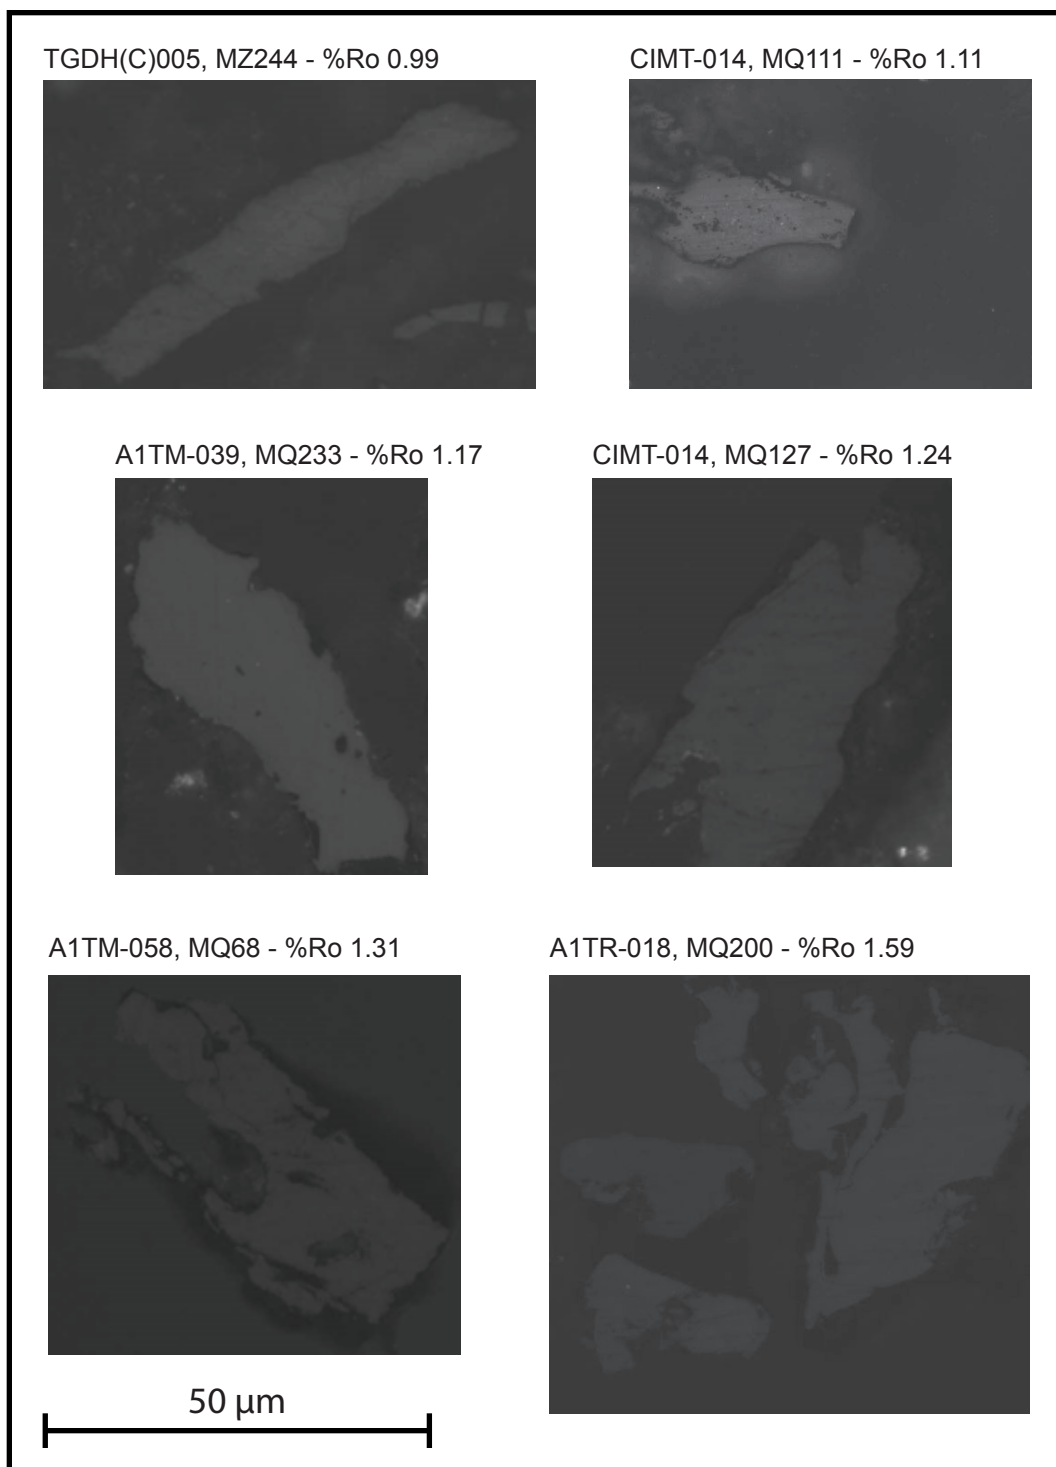 TGDH(C)005, MZ244 - %Ro 0.99
CIMT-014, MQ111 - %Ro 1.11
A1TM-039, MQ233 - %Ro 1.17
CIMT-014, MQ127 - %Ro 1.24
A1TM-058, MQ68 - %Ro 1.31
A1TR-018, MQ200 - %Ro 1.59
50 µm